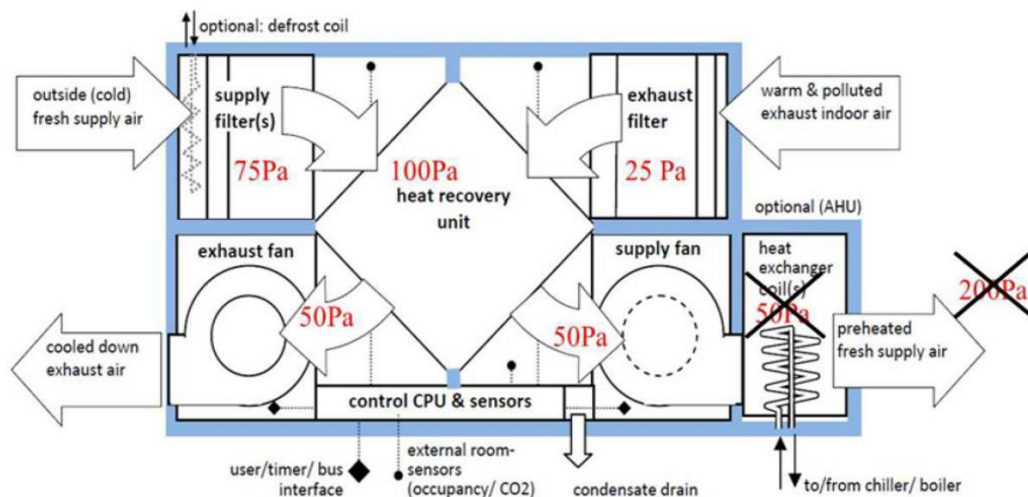 optional: defrost coil
outside (cold)
fresh supply air
supply
filter(s)
75Pa
100Pa
heat recovery
unit
exhaust
filter
25 Pa
warm & polluted
exhaust indoor air
optional (AHU)
exhaust fan
50Pa
supply fan
50Pa
heat
exchanger
coil(s)
50Pa
200Pa
cooled down
exhaust air
preheated
fresh supply air
control CPU & sensors
user/timer/ bus
interface
external room-
sensors
(occupancy/ CO2)
condensate drain
to/from chiller/ boiler